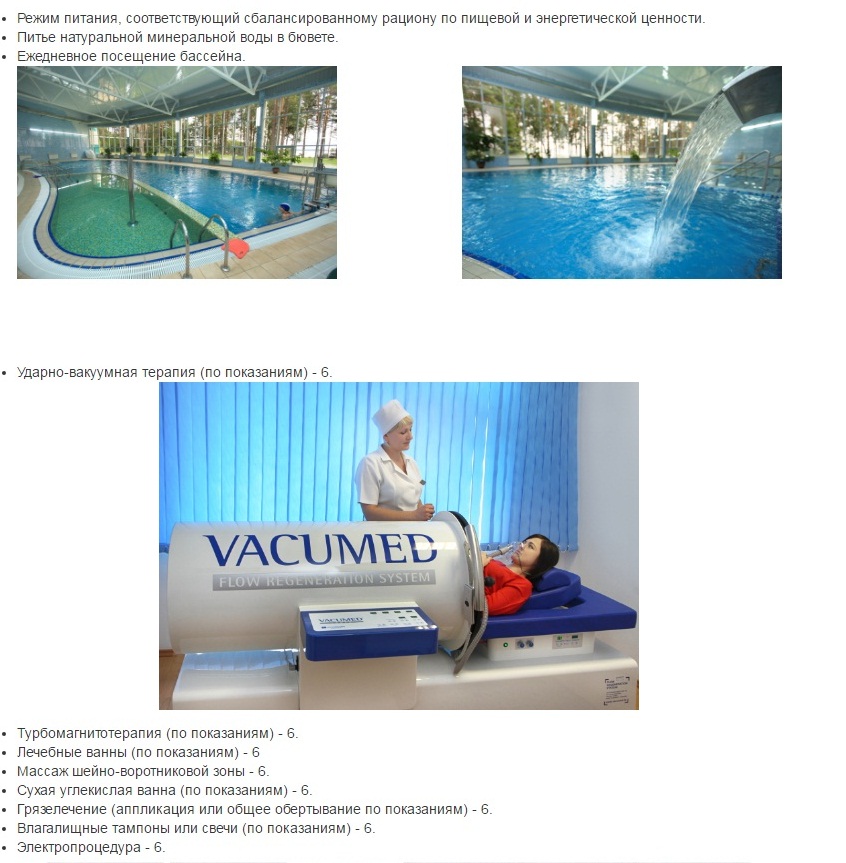 Режим питания, соответствующий сбалансированному рациону по пищевой и энергетической ценности.
Питье натуральной минеральной воды в бювете.
Ежедневное посещение бассейна.
Ударно-вакуумная терапия (по показаниям) - 6.
VACUMED
FLOW REGENERATION SYSTEM
VACUMED
Турбомагнитотерапия (по показаниям) - 6.
Лечебные ванны (по показаниям) - 6
Массаж шейно-воротниковой зоны - 6.
Сухая углекислая ванна (по показаниям) - 6.
Грязелечение (аппликация или общее обертывание по показаниям) - 6.
Влагалищные тампоны или свечи (по показаниям) - 6.
Электропроцедура - 6.